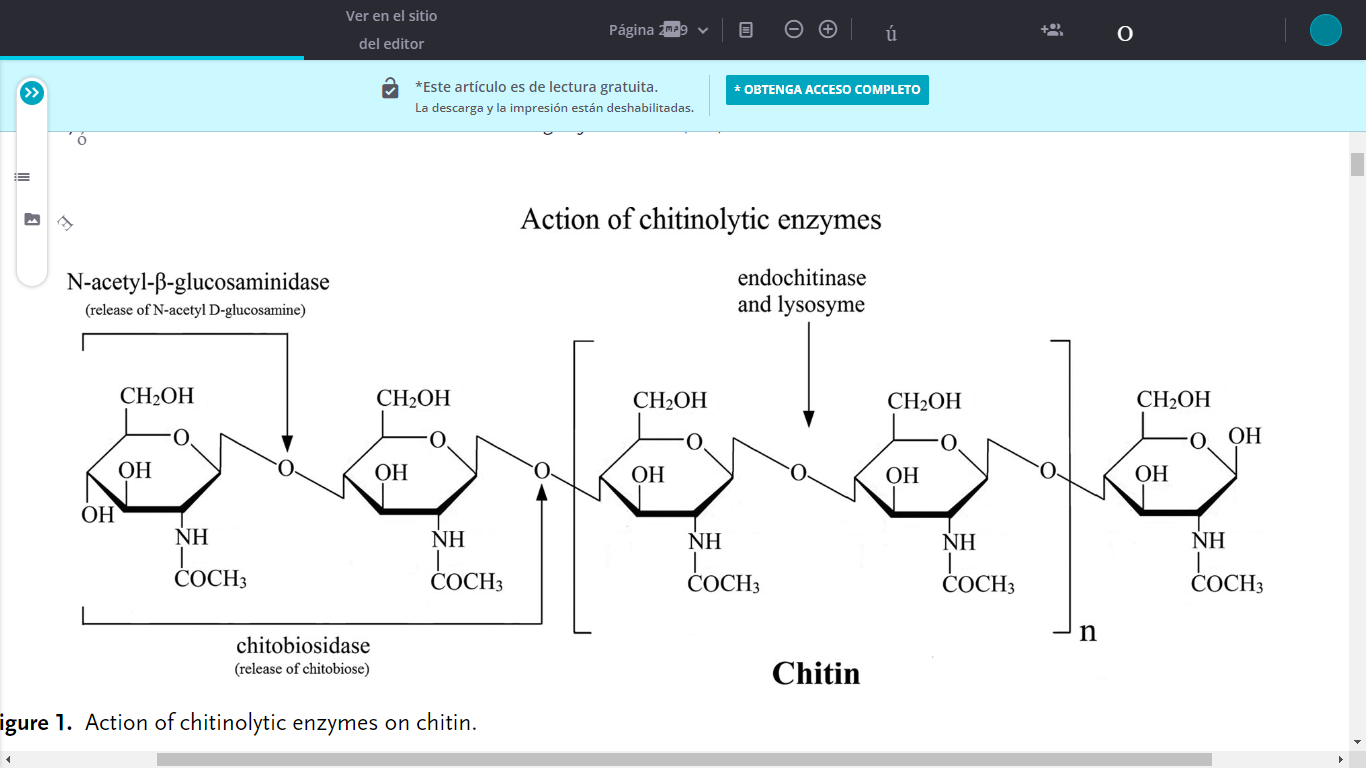 Ver en el sitio
del editor
Página
ú
O
*Este artículo es de lectura gratuita.
La descarga y la impresión están deshabilitadas.
* OBTENGA ACCESO COMPLETO
ó
Action of chitinolytic enzymes
N-acetyl-β-glucosaminidase
(release of N-acetyl D-glucosamine)
endochitinase
and lysosyme
CH₂OH CH₂OH CH₂OH CH₂OH CH₂OH
O O O O O OH
OH OH OH OH OH
O O O O
OH
NH NH NH NH NH
COCH₃ COCH₃ COCH₃ COCH₃ COCH₃
n
chitobiosidase
(release of chitobiose)
Chitin
igure 1. Action of chitinolytic enzymes on chitin.